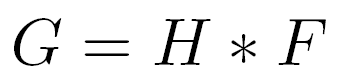 G = H * F